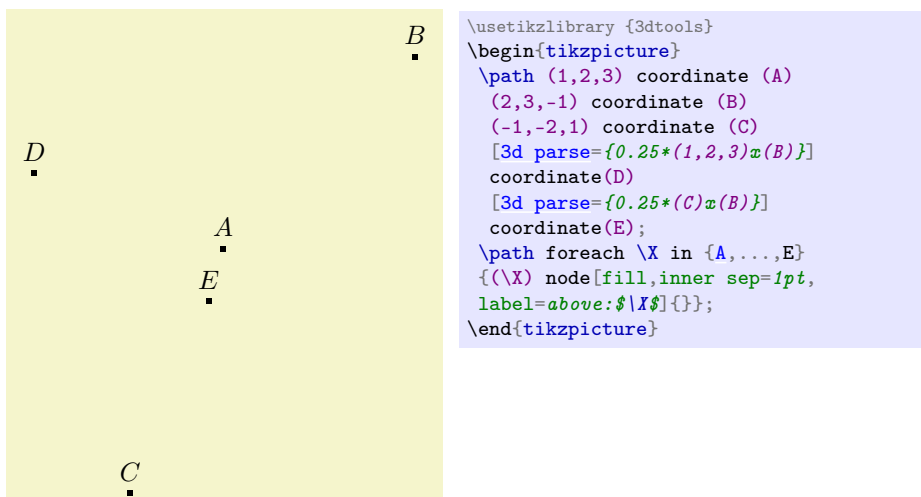 B
D
A
E
C
\usetikzlibrary {3dtools}
\begin{tikzpicture}
\path (1,2,3) coordinate (A)
(2,3,-1) coordinate (B)
(-1,-2,1) coordinate (C)
[3d parse={0.25*(1,2,3)x(B)}]
coordinate(D)
[3d parse={0.25*(C)x(B)}]
coordinate(E);
\path foreach \X in {A,...,E}
{(\X) node[fill,inner sep=1pt,
label=above:$\X$]{}};
\end{tikzpicture}